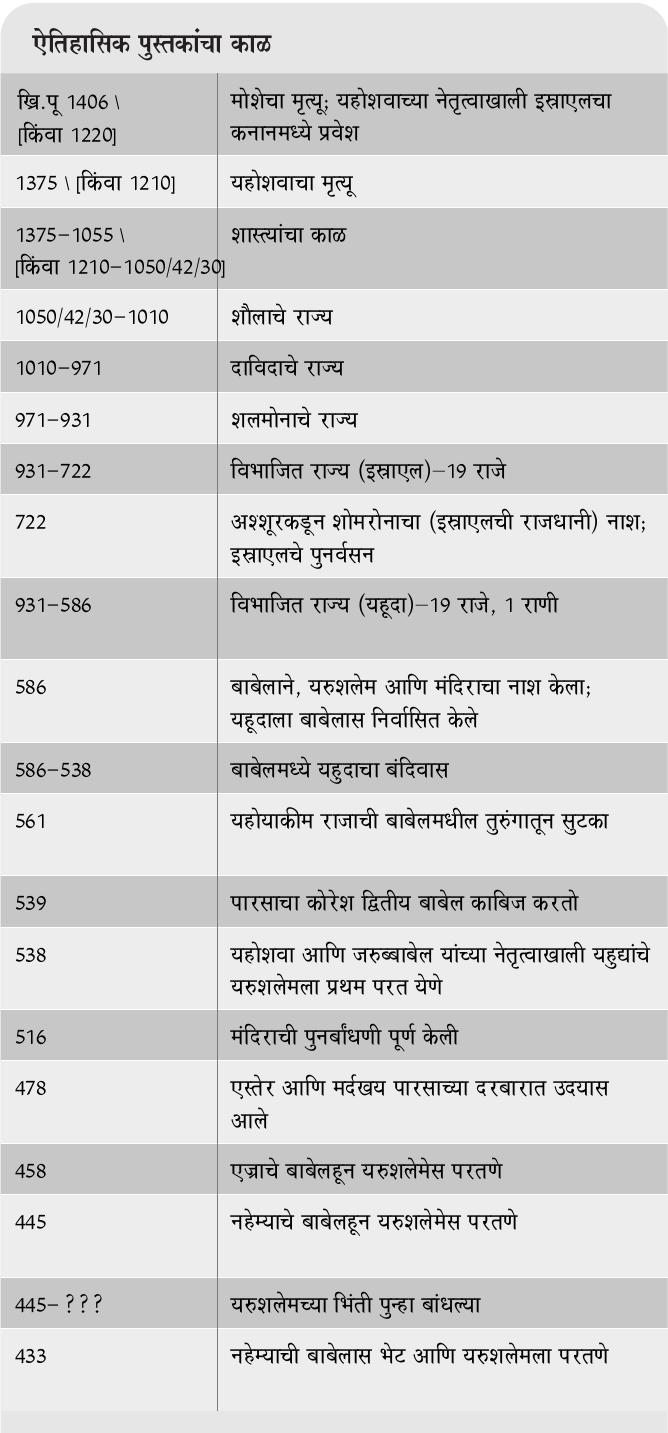 ऐतिहासिक पुस्तकांचा काळ
ख्रि.पू 1406 \
[किंवा 1220]
मोशेचा मृत्यू; यहोशवाच्या नेतृत्वाखाली इस्राएलचा
कनानमध्ये प्रवेश
1375 \ [किंवा 1210]
यहोशवाचा मृत्यू
1375–1055 \
[किंवा 1210–1050/42/30]
शास्त्यांचा काळ
1050/42/30–1010
शौलाचे राज्य
1010–971
दाविदाचे राज्य
971–931
शलमोनाचे राज्य
931–722
विभाजित राज्य (इस्राएल)–19 राजे
722
अश्शूरकडून शोमरोनाचा (इस्राएलची राजधानी) नाश;
इस्राएलचे पुनर्वसन
931–586
विभाजित राज्य (यहूदा)–19 राजे, 1 राणी
586
बाबेलाने, यरुशलेम आणि मंदिराचा नाश केला;
यहूदाला बाबेलास निर्वासित केले
586–538
बाबेलमध्ये यहुदाचा बंदिवास
561
यहोयाकीम राजाची बाबेलमधील तुरुंगातून सुटका
539
पारसाचा कोरेश द्वितीय बाबेल काबिज करतो
538
यहोशवा आणि जरुब्बाबेल यांच्या नेतृत्वाखाली यहुद्यांचे
यरुशलेमला प्रथम परत येणे
516
मंदिराची पुनर्बांधणी पूर्ण केली
478
एस्तेर आणि मर्दखय पारसाच्या दरबारात उदयास
आले
458
एज्राचे बाबेलहून यरुशलेमेस परतणे
445
नहेम्याचे बाबेलहून यरुशलेमेस परतणे
445– ???
यरुशलेमच्या भिंती पुन्हा बांधल्या
433
नहेम्याची बाबेलास भेट आणि यरुशलेमला परतणे